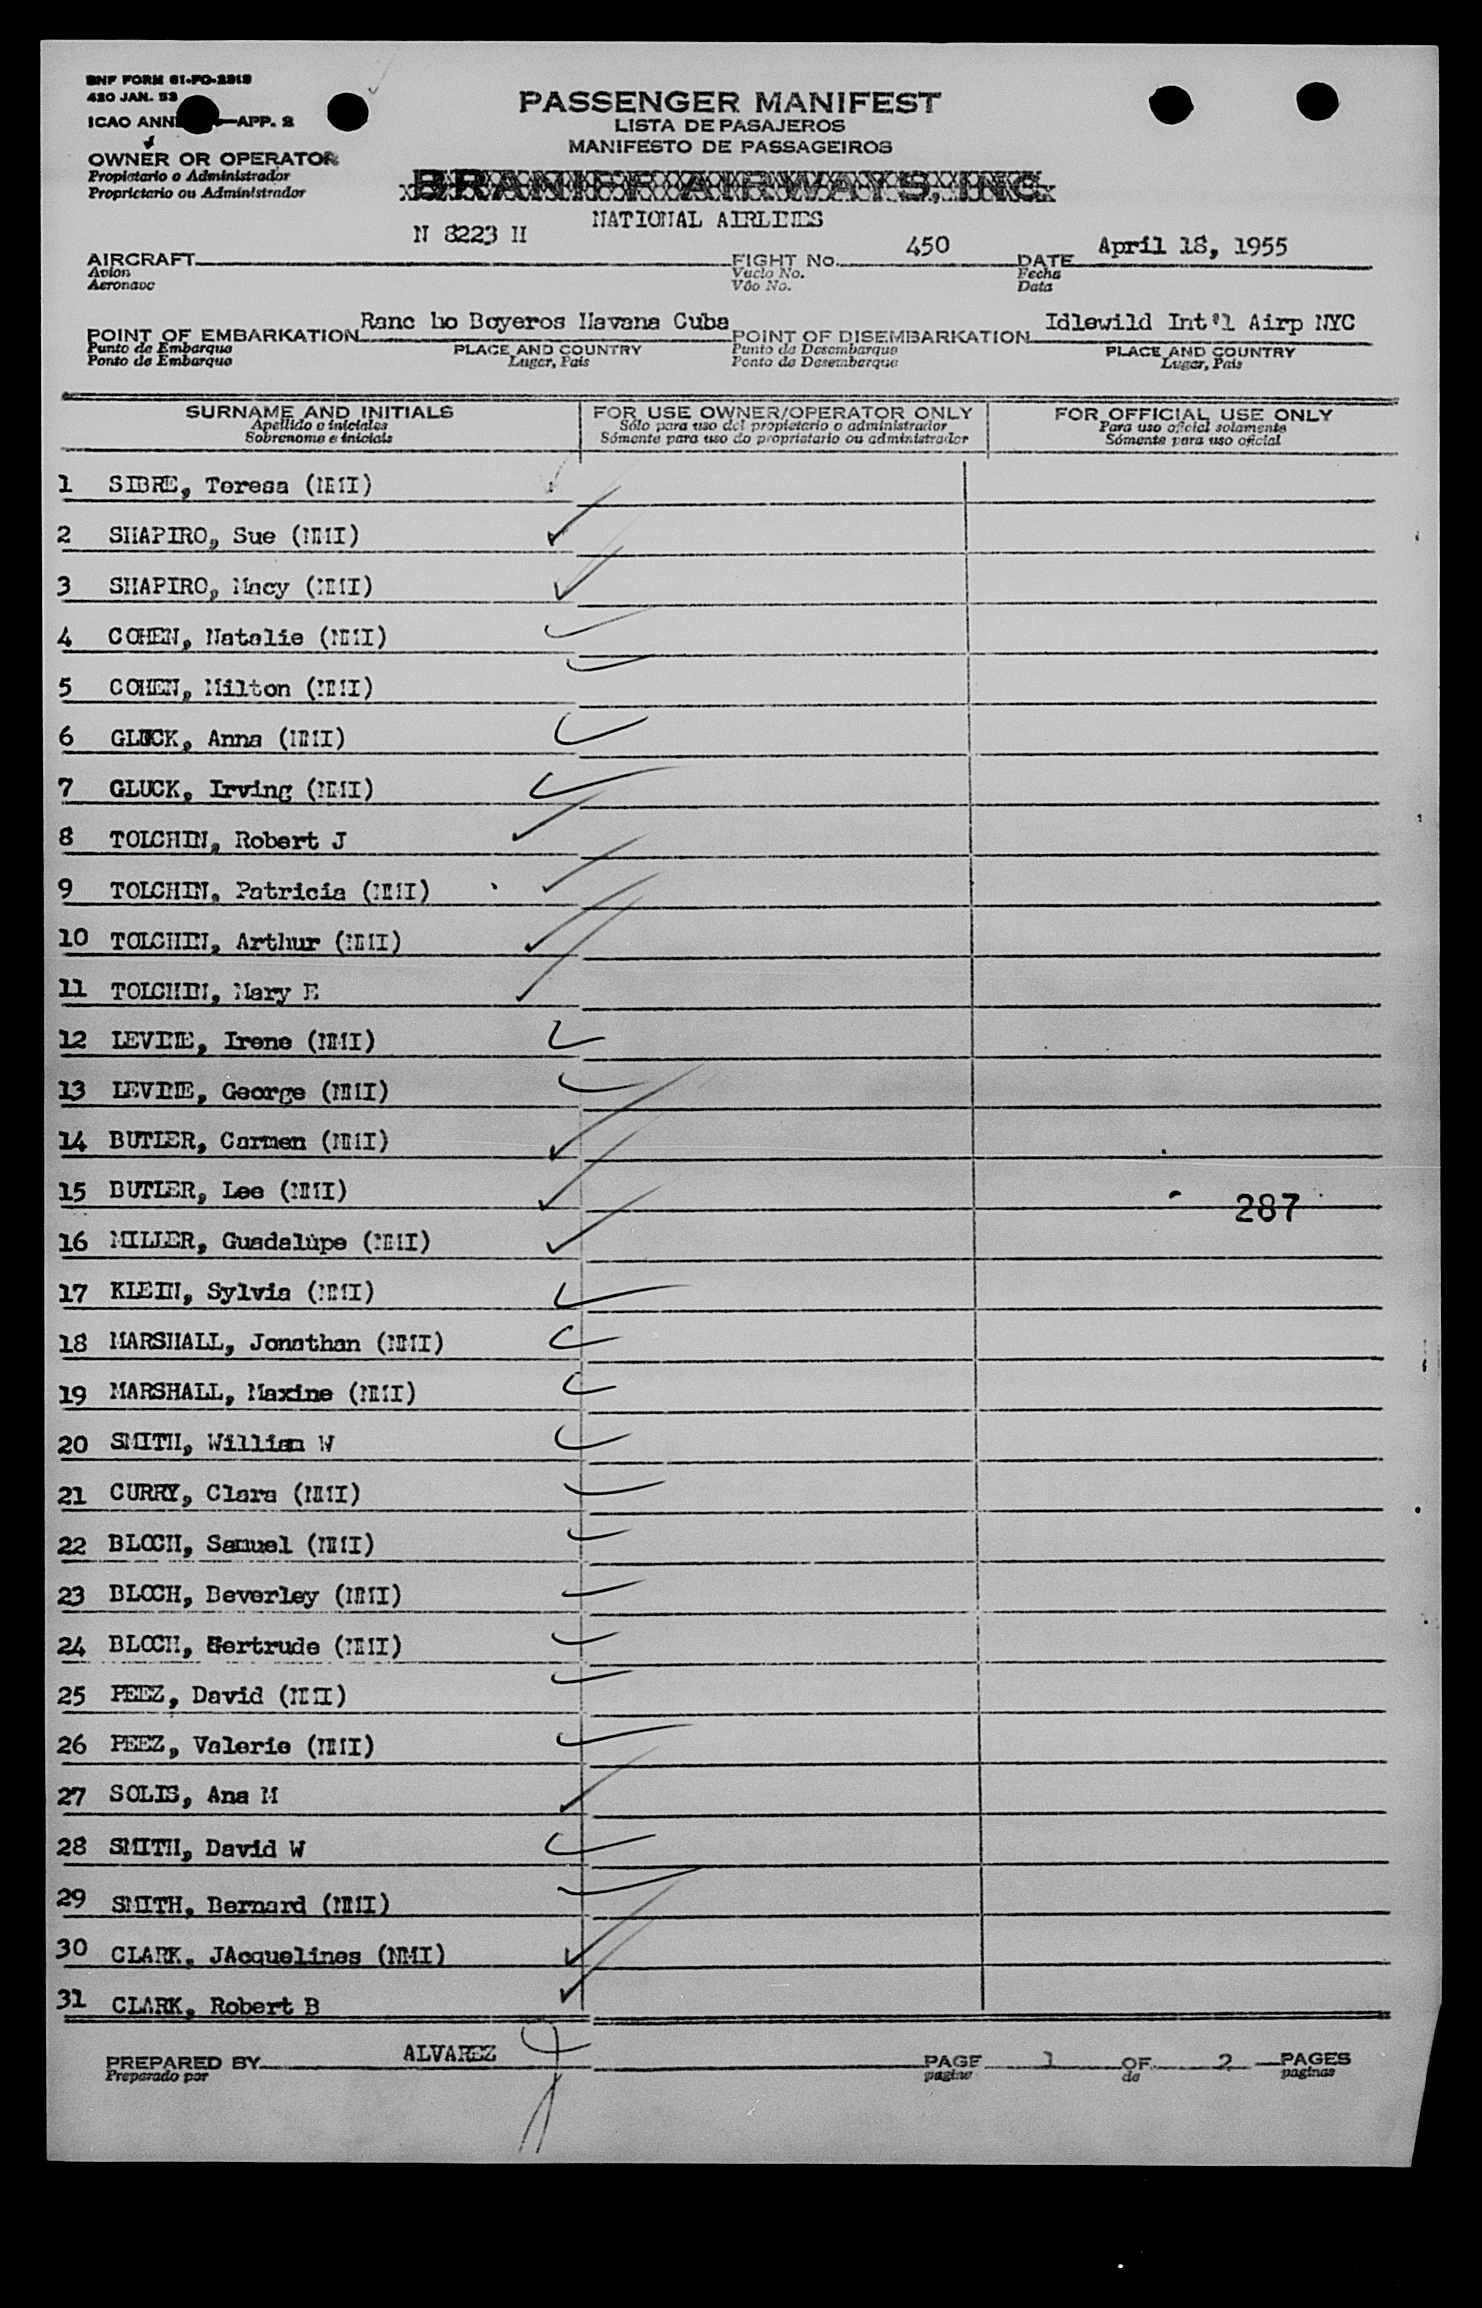 BNF FORM 61-FO-2212
420 JAN. 53
ICAO ANN APP. 2
PASSENGER MANIFEST
LISTA DE PASAJEROS
MANIFESTO DE PASSAGEIROS
OWNER OR OPERATOR
Propietario o Administrador
Proprietario ou Administrador
BRANIFF AIRWAYS, INC.
NATIONAL AIRLINES
AIRCRAFT N 8223 H FIGHT No. 450 DATE April 18, 1955
Avion Vuelo No. Fecha
Aeronave Vôo No. Data
POINT OF EMBARKATION Ranc ho Boyeros Havana Cuba POINT OF DISEMBARKATION Idlewild Int'l Airp NYC
Punto de Embarque PLACE AND COUNTRY Punto de Desembarque PLACE AND COUNTRY
Ponto de Embarque Lugar, Pais Ponto de Desembarque Lugar, Pais
SURNAME AND INITIALS FOR USE OWNER/OPERATOR ONLY FOR OFFICIAL USE ONLY
Apellido e iniciales Sólo para uso del propietario o administrador Para uso oficial solamente
Sobrenome e iniciais Sómente para uso do proprietario ou administrador Sómente para uso oficial
1 SIBRE, Teresa (NMI)
2 SHAPIRO, Sue (NMI)
3 SHAPIRO, Macy (NMI)
4 COHEN, Natalie (NMI)
5 COHEN, Milton (NMI)
6 GLUCK, Anna (NMI)
7 GLUCK, Irving (NMI)
8 TOLCHIN, Robert J
9 TOLCHIN, Patricia (NMI)
10 TOLCHIN, Arthur (NMI)
11 TOLCHIN, Mary E
12 LEVINE, Irene (NMI)
13 LEVINE, George (NMI)
14 BUTLER, Carmen (NMI)
15 BUTLER, Lee (NMI)
287
16 MILLER, Guadalupe (NMI)
17 KLEIN, Sylvia (NMI)
18 MARSHALL, Jonathan (NMI)
19 MARSHALL, Maxine (NMI)
20 SMITH, William W
21 CURRY, Clara (NMI)
22 BLOCH, Samuel (NMI)
23 BLOCH, Beverley (NMI)
24 BLOCH, Gertrude (NMI)
25 PEEZ, David (NMI)
26 PEEZ, Valerie (NMI)
27 SOLIS, Ana M
28 SMITH, David W
29 SMITH, Bernard (NMI)
30 CLARK, JAcquelines (NMI)
31 CLARK, Robert B
PREPARED BY ALVAREZ PAGE 1 OF 2 PAGES
Preparado por pagina de paginas